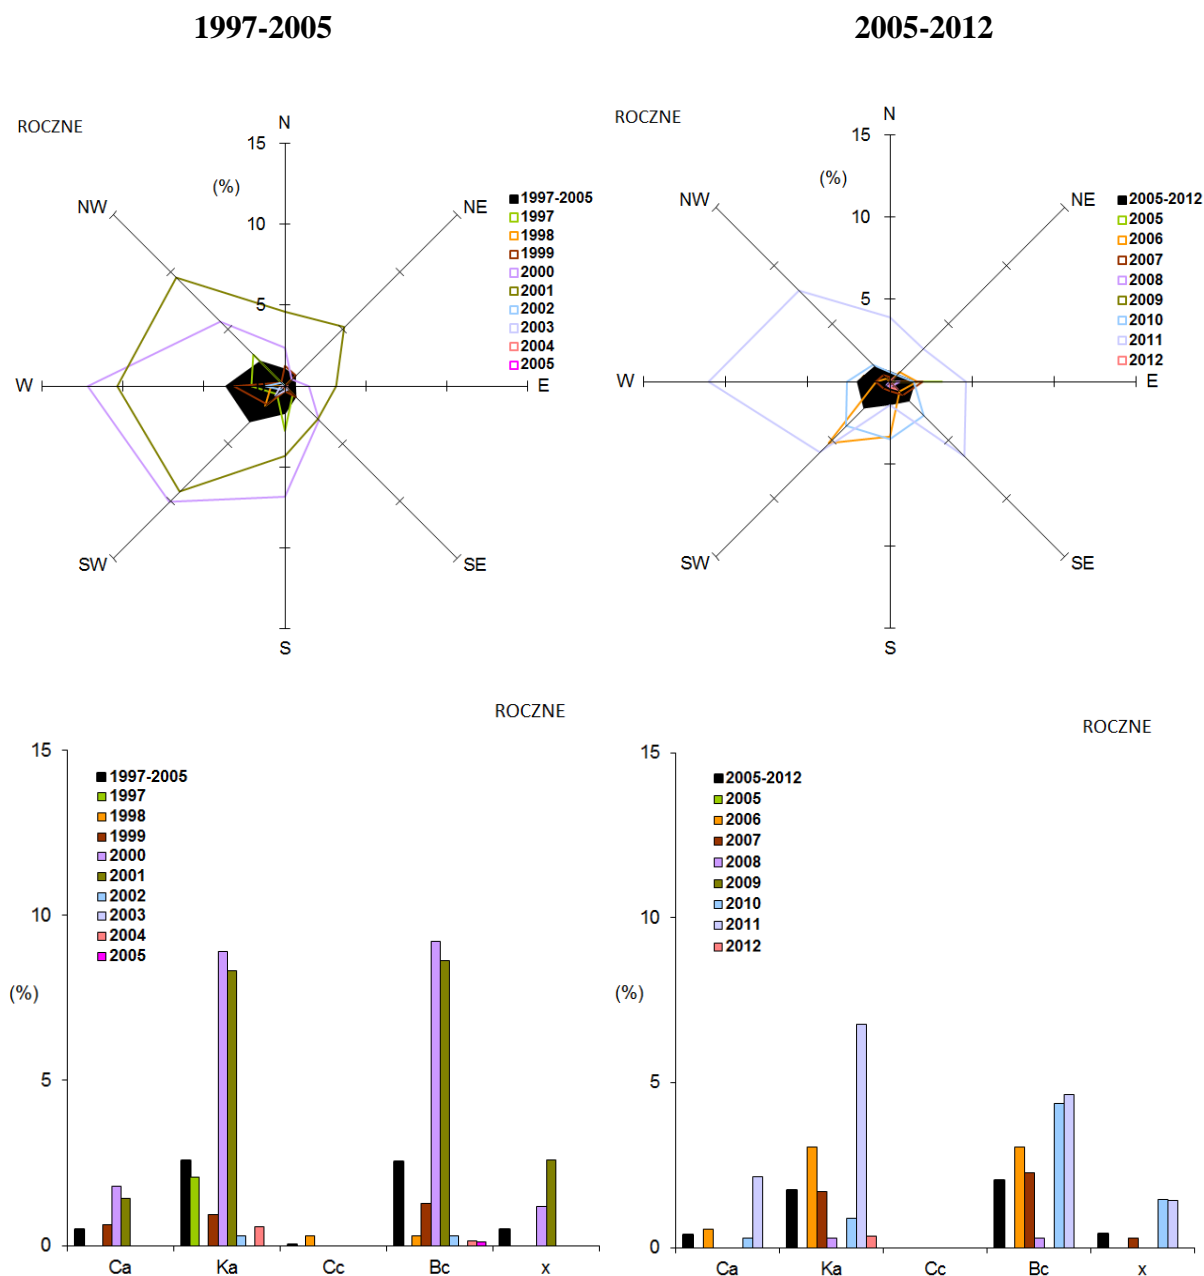 1997-2005
2005-2012
ROCZNE
N
15
(%)
10
5
NW
NE
W
E
SW
SE
S
1997-2005
1997
1998
1999
2000
2001
2002
2003
2004
2005
ROCZNE
N
15
(%)
10
5
NW
NE
W
E
SW
SE
S
2005-2012
2005
2006
2007
2008
2009
2010
2011
2012
ROCZNE
15
10
(%)
5
0
1997-2005
1997
1998
1999
2000
2001
2002
2003
2004
2005
Ca Ka Cc Bc x
ROCZNE
15
10
(%)
5
0
2005-2012
2005
2006
2007
2008
2009
2010
2011
2012
Ca Ka Cc Bc x